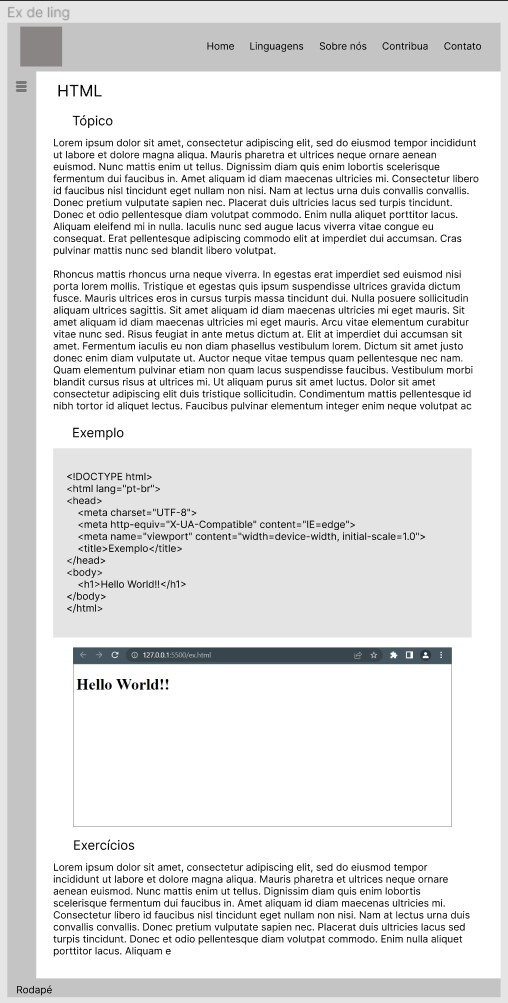 Ex de ling
Home Linguagens Sobre nós Contribua Contato
HTML
Tópico
Lorem ipsum dolor sit amet, consectetur adipiscing elit, sed do eiusmod tempor incididunt
ut labore et dolore magna aliqua. Mauris pharetra et ultrices neque ornare aenean
euismod. Nunc mattis enim ut tellus. Dignissim diam quis enim lobortis scelerisque
fermentum dui faucibus in. Amet aliquam id diam maecenas ultricies mi. Consectetur libero
id faucibus nisl tincidunt eget nullam non nisi. Nam at lectus urna duis convallis convallis.
Donec pretium vulputate sapien nec. Placerat duis ultricies lacus sed turpis tincidunt.
Donec et odio pellentesque diam volutpat commodo. Enim nulla aliquet porttitor lacus.
Aliquam eleifend mi in nulla. Iaculis nunc sed augue lacus viverra vitae congue eu
consequat. Erat pellentesque adipiscing commodo elit at imperdiet dui accumsan. Cras
pulvinar mattis nunc sed blandit libero volutpat.
Rhoncus mattis rhoncus urna neque viverra. In egestas erat imperdiet sed euismod nisi
porta lorem mollis. Tristique et egestas quis ipsum suspendisse ultrices gravida dictum
fusce. Mauris ultrices eros in cursus turpis massa tincidunt dui. Nulla posuere sollicitudin
aliquam ultrices sagittis. Sit amet aliquam id diam maecenas ultricies mi eget mauris. Sit
amet aliquam id diam maecenas ultricies mi eget mauris. Arcu vitae elementum curabitur
vitae nunc sed. Risus feugiat in ante metus dictum at. Elit at imperdiet dui accumsan sit
amet. Fermentum iaculis eu non diam phasellus vestibulum lorem. Dictum sit amet justo
donec enim diam vulputate ut. Auctor neque vitae tempus quam pellentesque nec nam.
Quam elementum pulvinar etiam non quam lacus suspendisse faucibus. Vestibulum morbi
blandit cursus risus at ultrices mi. Ut aliquam purus sit amet luctus. Dolor sit amet
consectetur adipiscing elit duis tristique sollicitudin. Condimentum mattis pellentesque id
nibh tortor id aliquet lectus. Faucibus pulvinar elementum integer enim neque volutpat ac
Exemplo
<!DOCTYPE html>
<html lang="pt-br">
<head>
<meta charset="UTF-8">
<meta http-equiv="X-UA-Compatible" content="IE=edge">
<meta name="viewport" content="width=device-width, initial-scale=1.0">
<title>Exemplo</title>
</head>
<body>
<h1>Hello World!!</h1>
</body>
</html>
127.0.0.1:5500/ex.html
Hello World!!
Exercícios
Lorem ipsum dolor sit amet, consectetur adipiscing elit, sed do eiusmod tempor
incididunt ut labore et dolore magna aliqua. Mauris pharetra et ultrices neque ornare
aenean euismod. Nunc mattis enim ut tellus. Dignissim diam quis enim lobortis
scelerisque fermentum dui faucibus in. Amet aliquam id diam maecenas ultricies mi.
Consectetur libero id faucibus nisl tincidunt eget nullam non nisi. Nam at lectus urna duis
convallis convallis. Donec pretium vulputate sapien nec. Placerat duis ultricies lacus sed
turpis tincidunt. Donec et odio pellentesque diam volutpat commodo. Enim nulla aliquet
porttitor lacus. Aliquam e
Rodapé